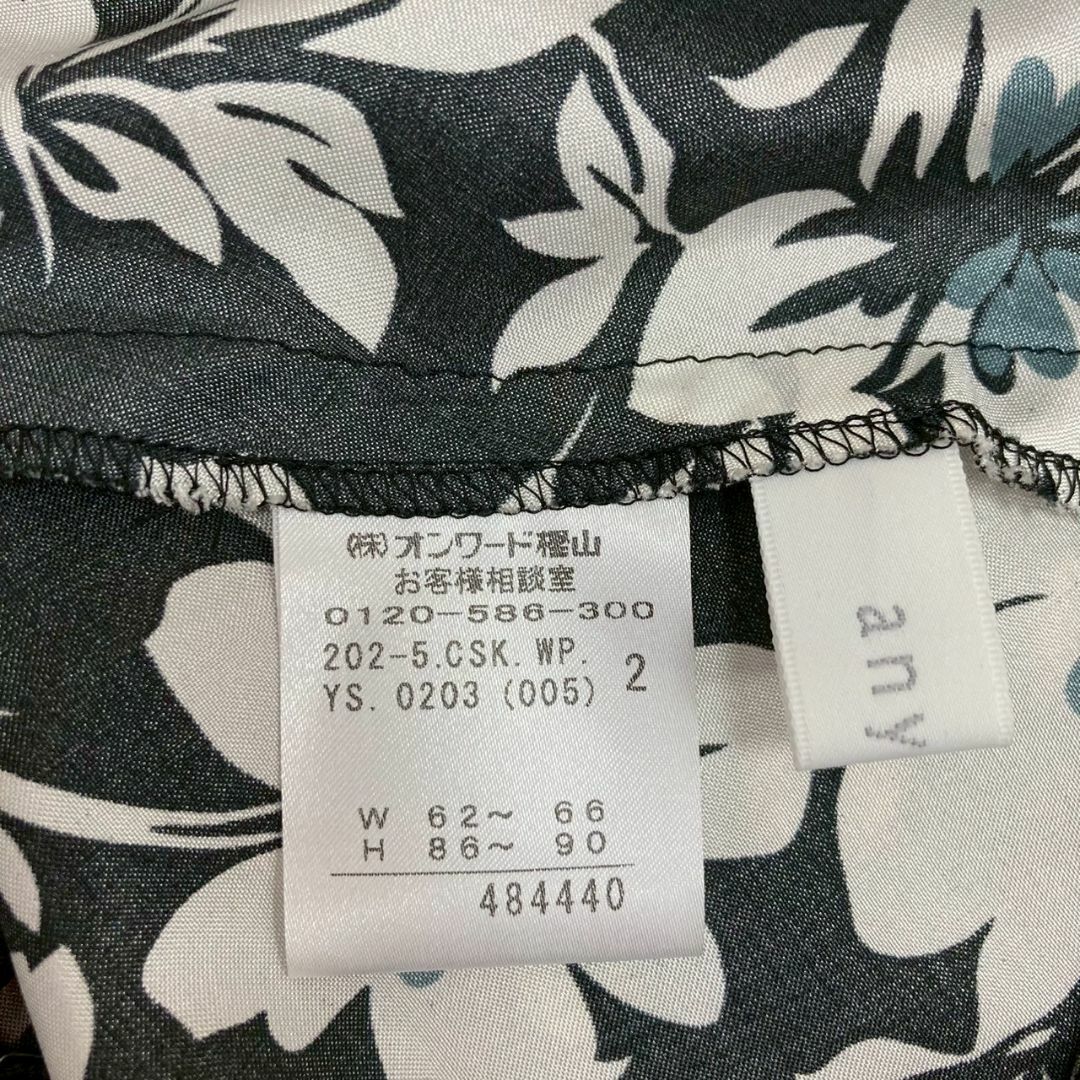 (株)オンワード樫山
お客様相談室
0120-586-300
202-5.CSK.WP.
YS. 0203 (005) 2
W 62～ 66
H 86～ 90
484440
any